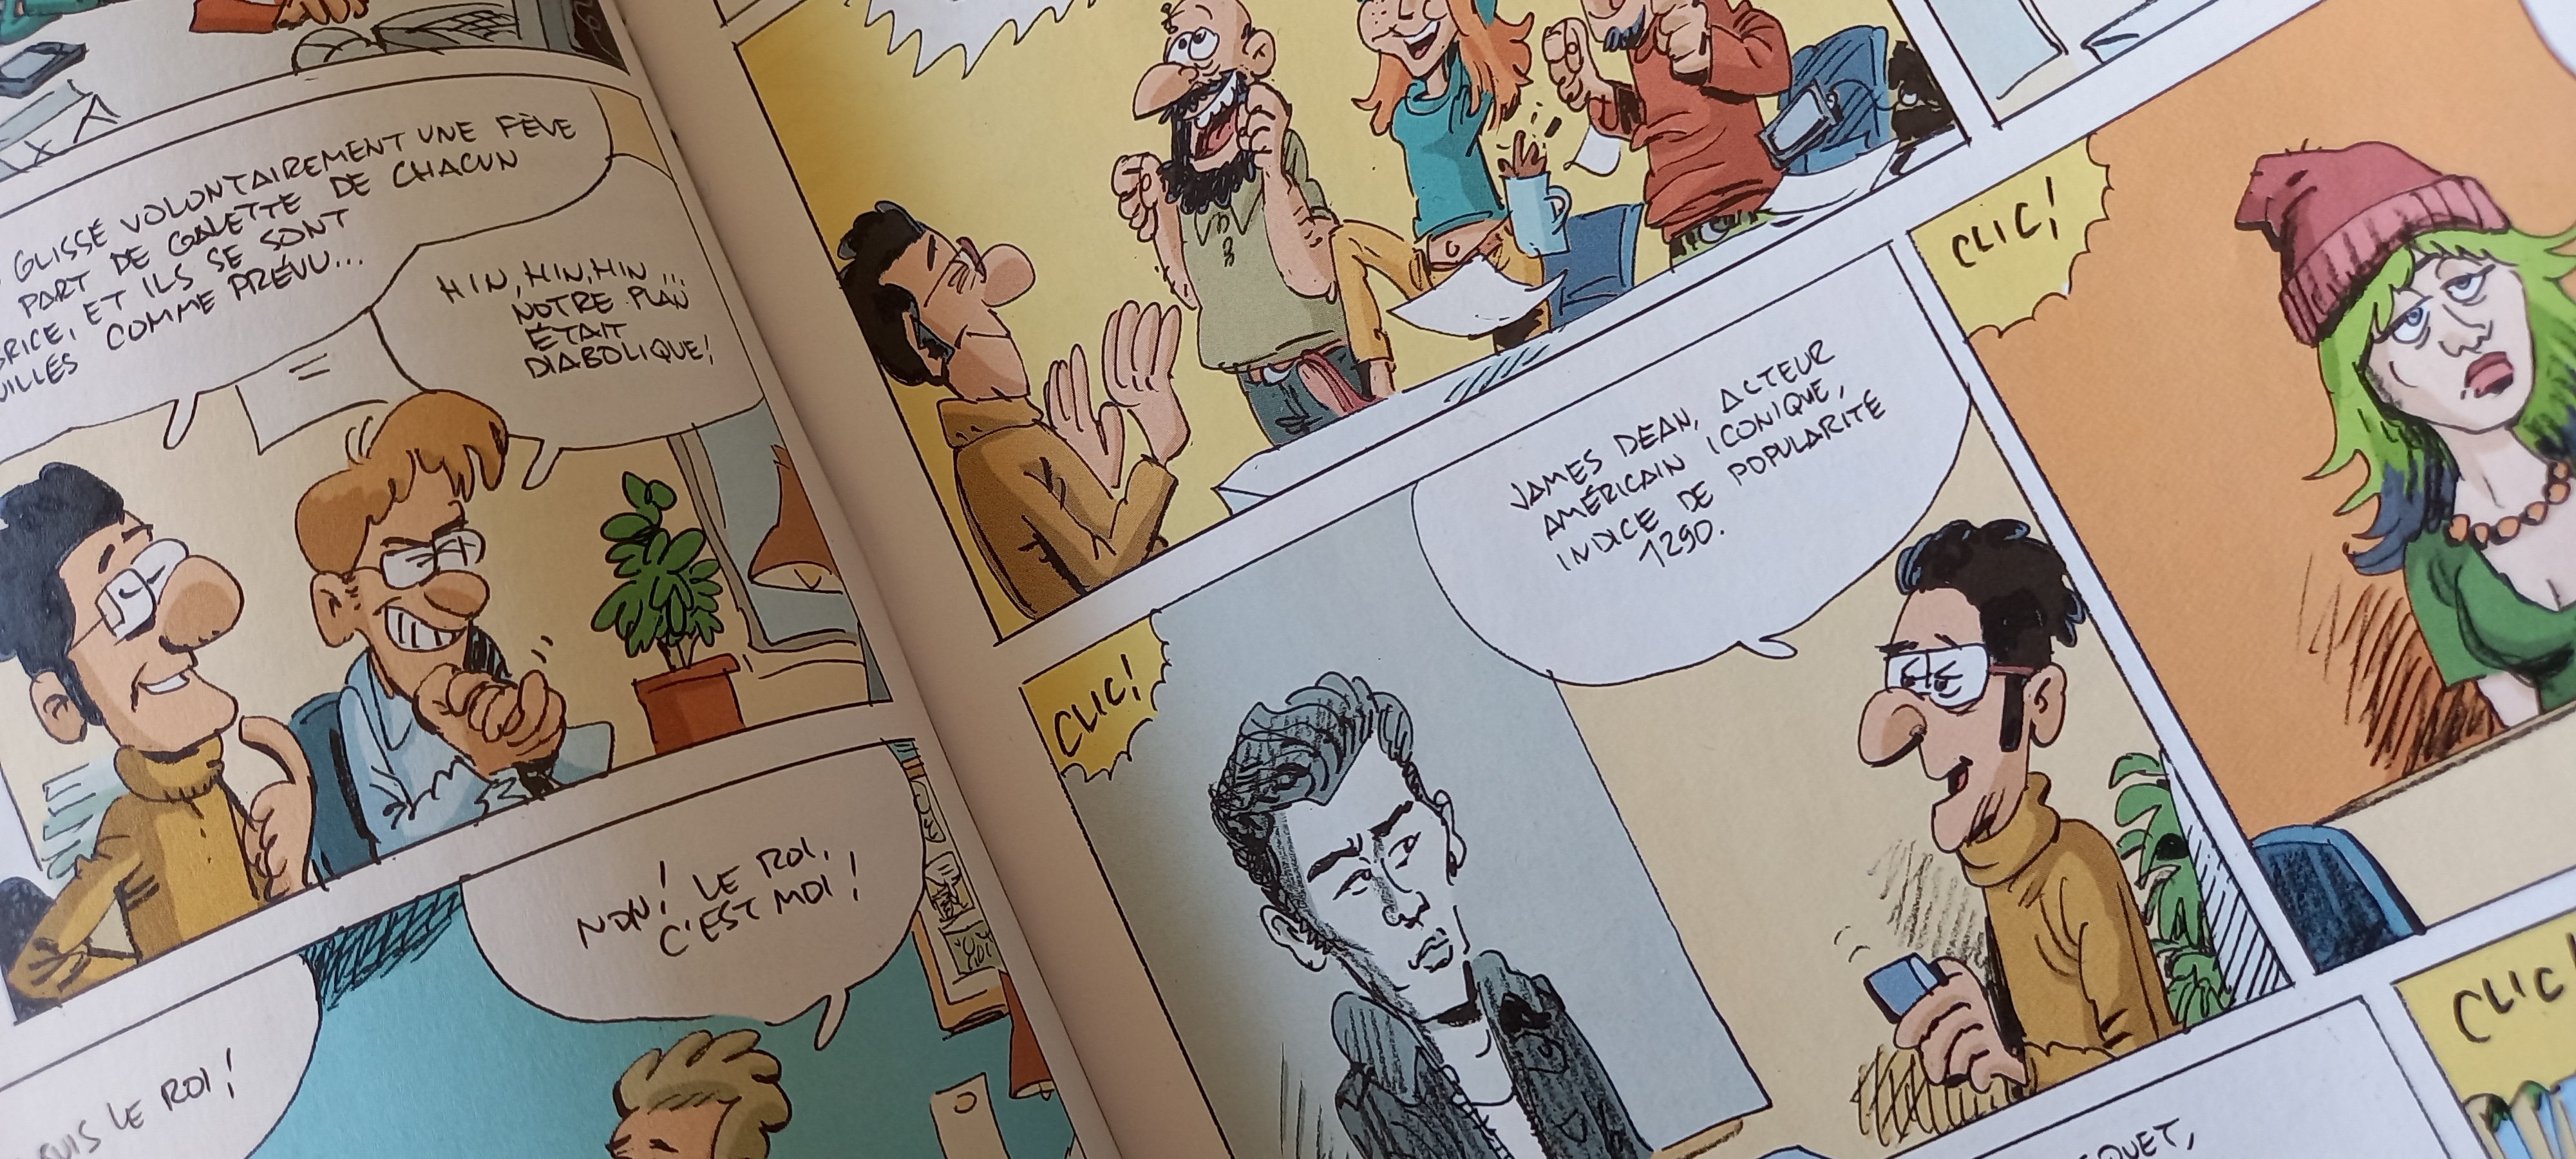 GLISSÉ VOLONTAIREMENT UNE FÈVE
PART DE GALETTE DE CHACUN
ET ILS SE SONT
COMME PRÉVU...
HIN, HIN, HIN...
NOTRE PLAN
ÉTAIT
DIABOLIQUE,
SUIS LE ROI !
NON !
LE ROI,
C'EST MOI !
CLIC !
JAMES DEAN, ACTEUR
AMÉRICAIN ICONIQUE,
INDICE DE POPULARITÉ
1290.
CLIC !
CLIC